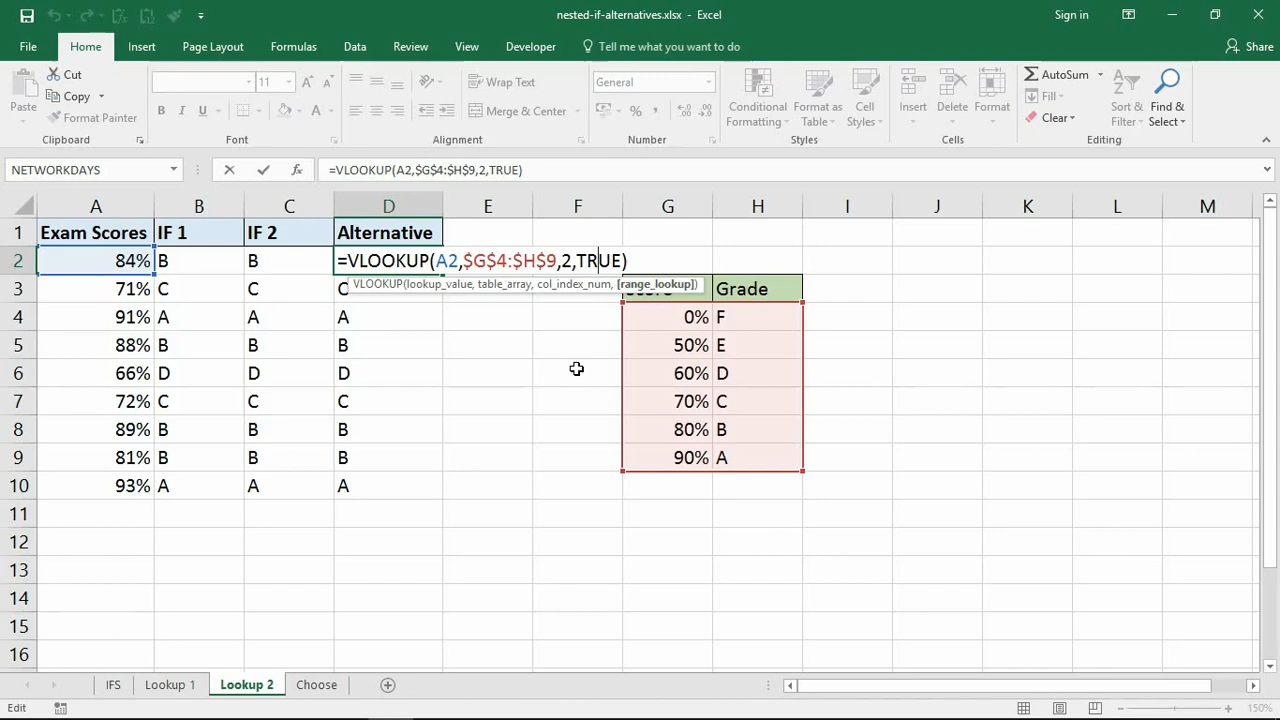 nested-if-alternatives.xlsx - Excel
Sign in
File Home Insert Page Layout Formulas Data Review View Developer Tell me what you want to do Share
Paste
Cut
Copy
Format Painter
Clipboard
11 A A
B I U A
Font
Wrap Text
Merge & Center
Alignment
General
% ,
Number
Conditional Formatting
Format as Table
Cell Styles
Styles
Insert
Delete
Format
Cells
AutoSum
Fill
Clear
Sort & Filter
Find & Select
Editing
NETWORKDAYS fx =VLOOKUP(A2,$G$4:$H$9,2,TRUE)
A B C D E F G H I J K L M
1 Exam Scores IF 1 IF 2 Alternative
2 84% B B =VLOOKUP(A2,$G$4:$H$9,2,TRUE)
VLOOKUP(lookup_value, table_array, col_index_num, [range_lookup])
3 71% C C Grade
4 91% A A A 0% F
5 88% B B B 50% E
6 66% D D D 60% D
7 72% C C C 70% C
8 89% B B B 80% B
9 81% B B B 90% A
10 93% A A A
11
12
13
14
15
16
IFS Lookup 1 Lookup 2 Choose
Edit 150%